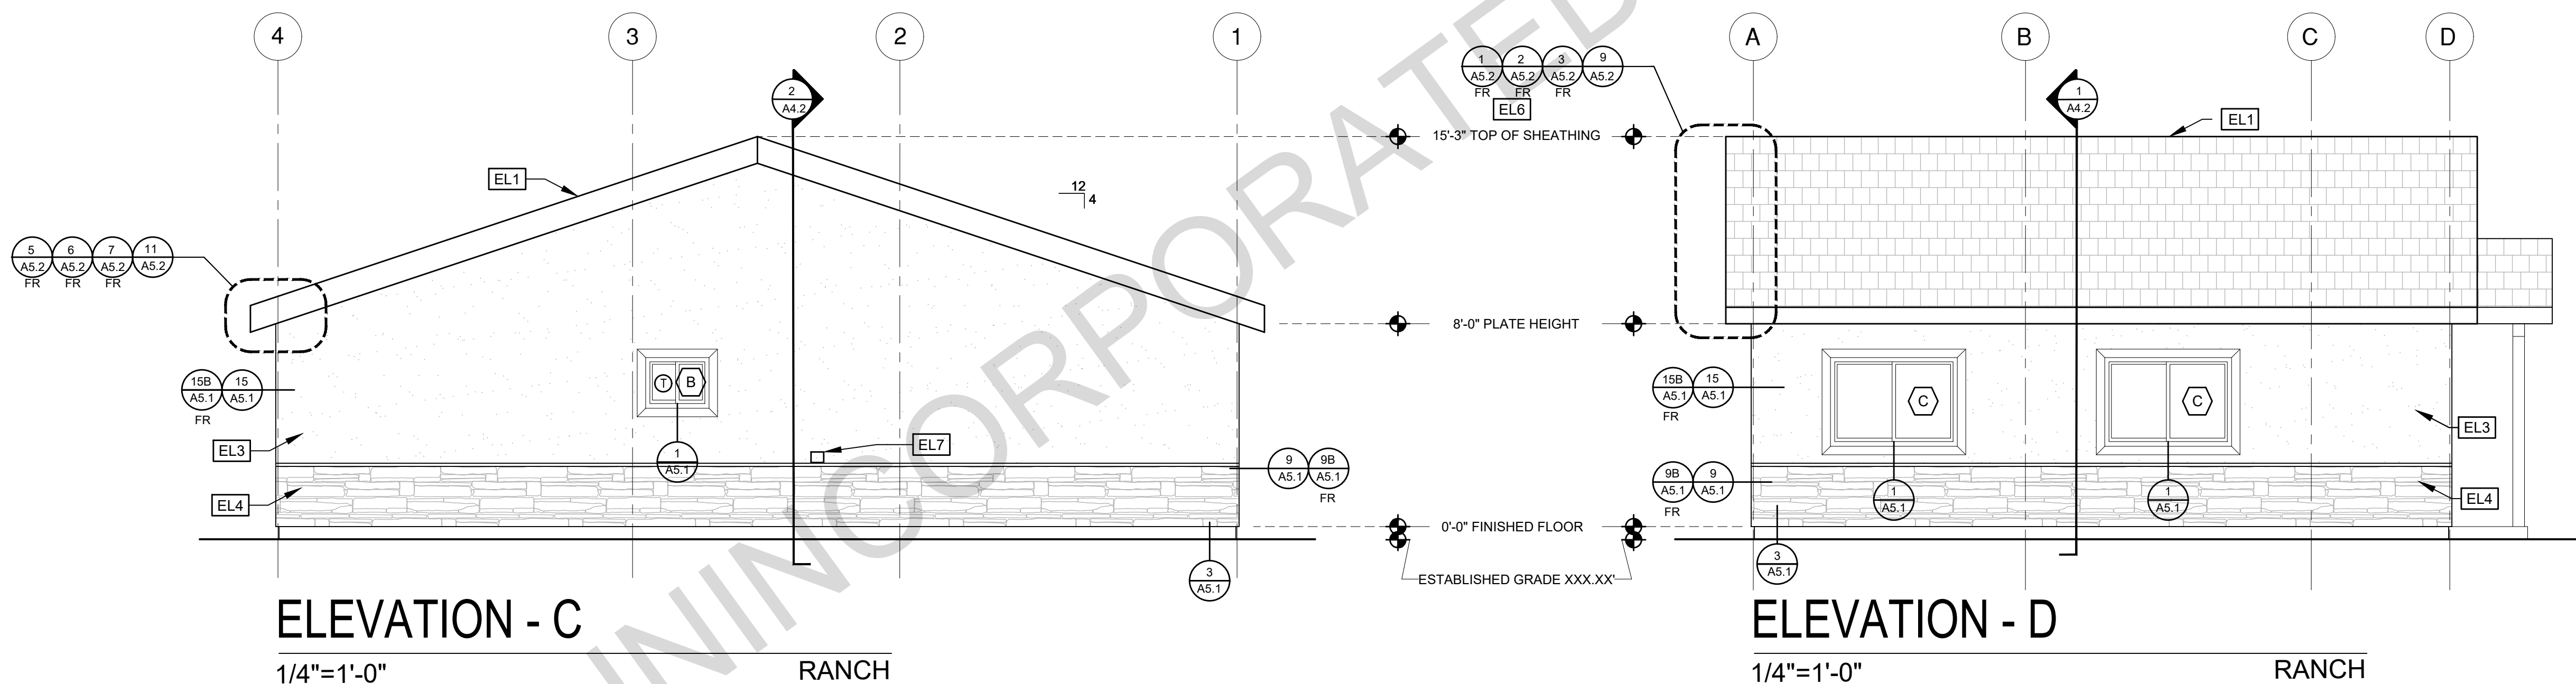 4
3
2
1
A
B
C
D
1 2 3 9
A5.2 A5.2 A5.2 A5.2
FR FR FR
EL6
2
A4.2
1
A4.2
EL1
15'-3" TOP OF SHEATHING
EL1
12
4
5 6 7 11
A5.2 A5.2 A5.2 A5.2
FR FR FR
8'-0" PLATE HEIGHT
15B 15
A5.1 A5.1
FR
T B
15B 15
A5.1 A5.1
FR
C
C
EL3
EL7
EL3
1
A5.1
9 9B
A5.1 A5.1
FR
9B 9
A5.1 A5.1
FR
EL4
EL4
1
A5.1
1
A5.1
0'-0" FINISHED FLOOR
3
A5.1
3
A5.1
ESTABLISHED GRADE XXX.XX'
ELEVATION - C
1/4"=1'-0" RANCH
ELEVATION - D
1/4"=1'-0" RANCH
ININCORPORATED